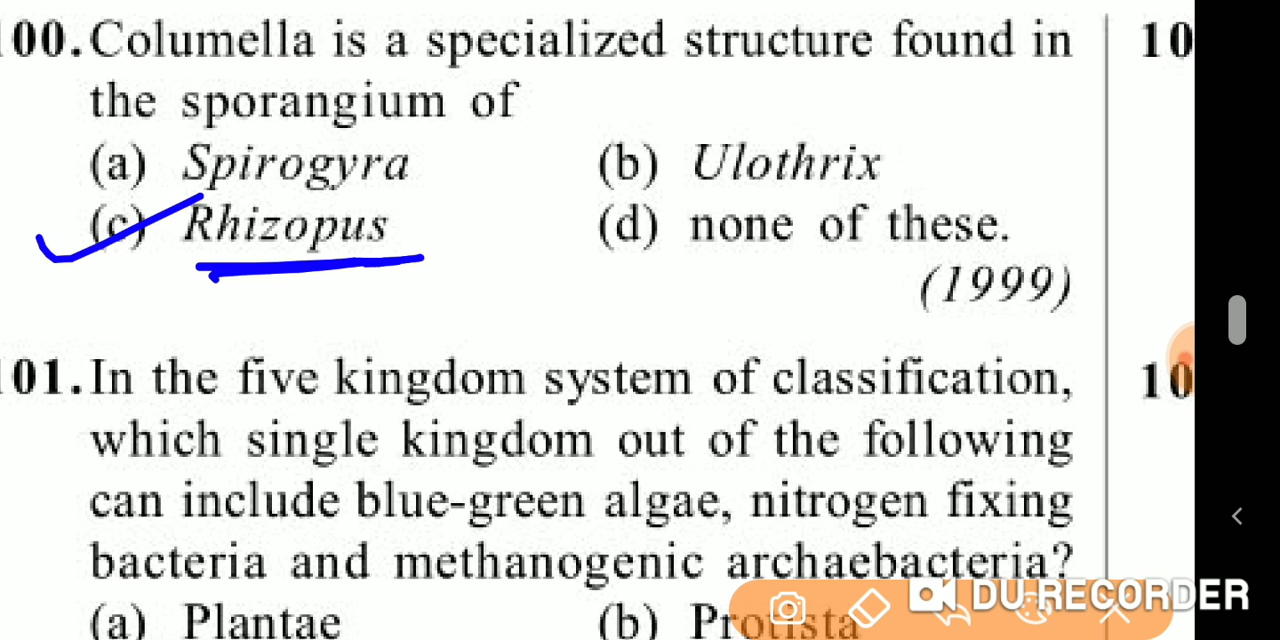 00. Columella is a specialized structure found in
the sporangium of
(a) Spirogyra (b) Ulothrix
(c) Rhizopus (d) none of these.
(1999)
01. In the five kingdom system of classification,
which single kingdom out of the following
can include blue-green algae, nitrogen fixing
bacteria and methanogenic archaebacteria?
(a) Plantae (b) Protista
10
10
DU RECORDER